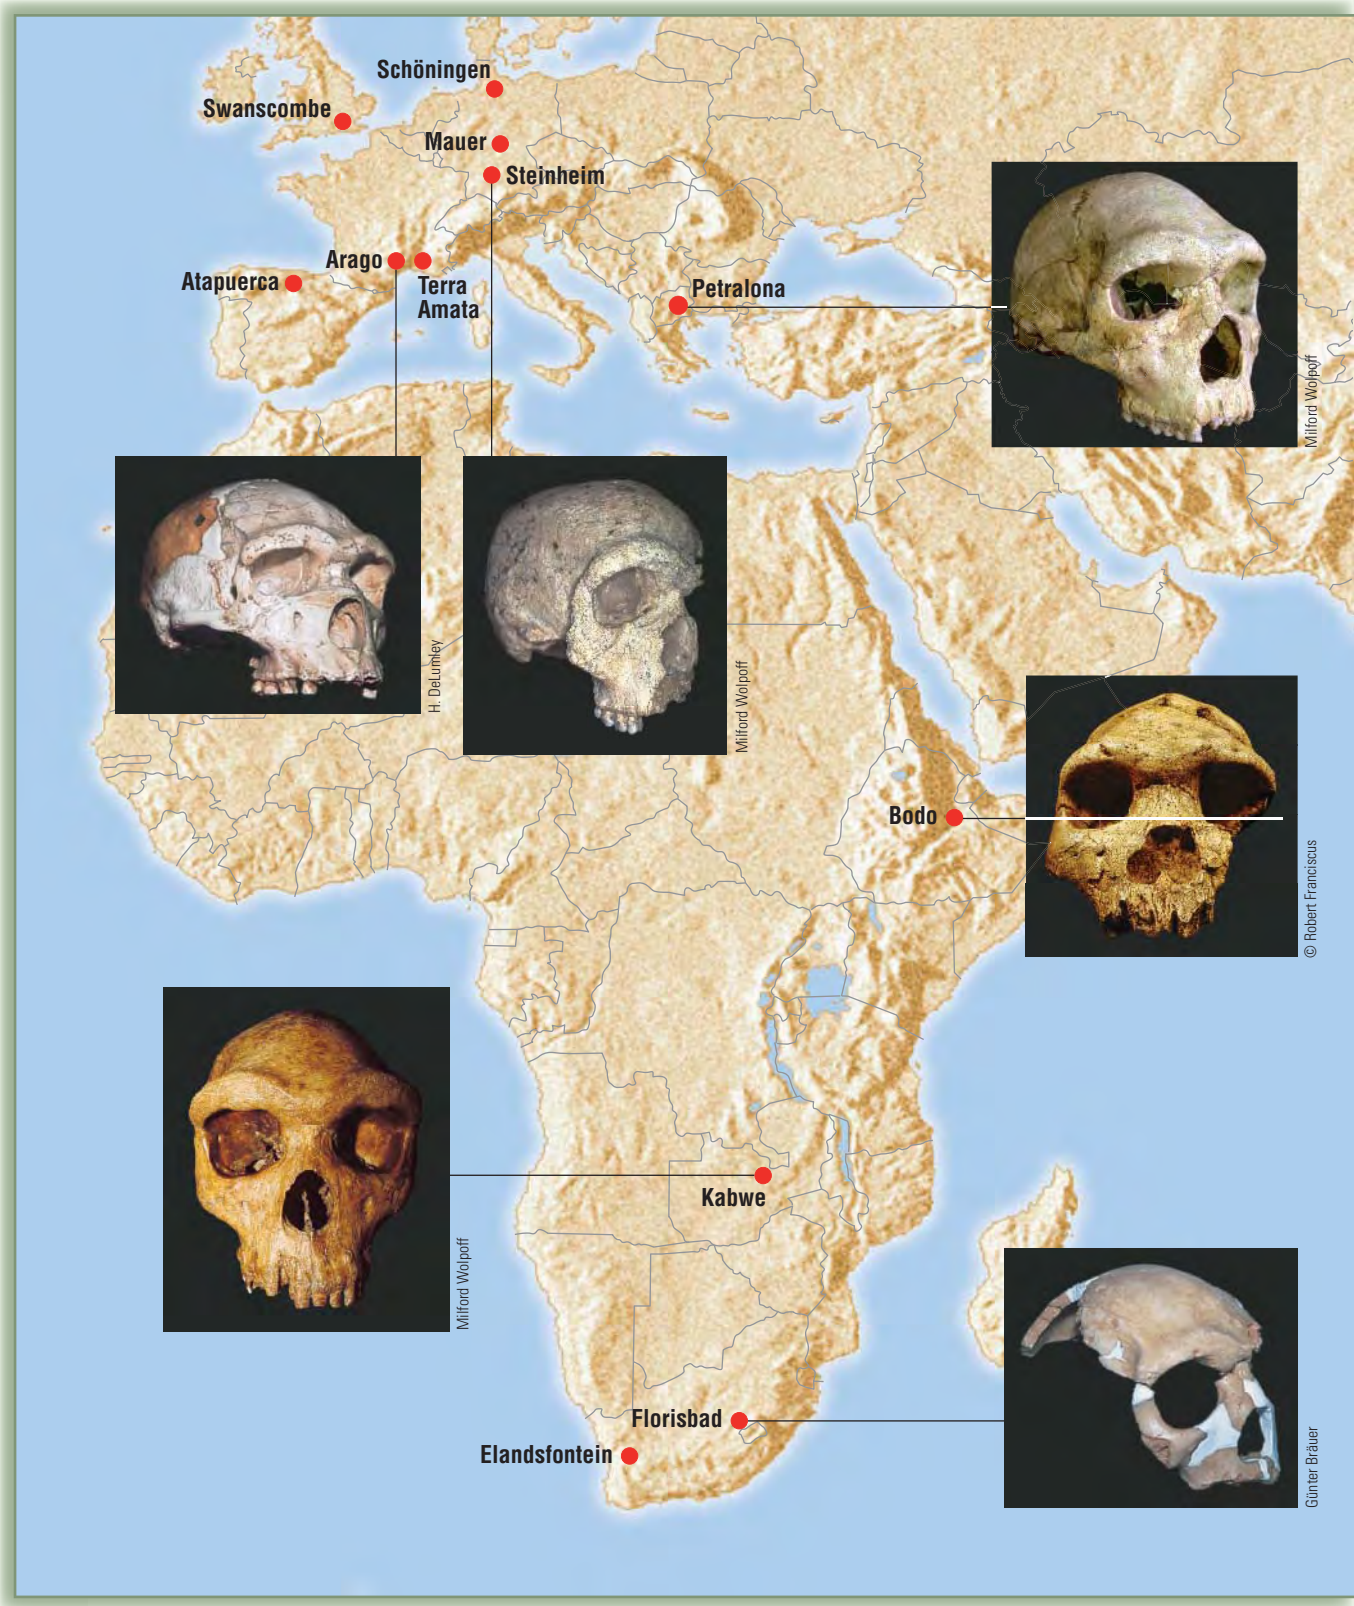 Schöningen
Swanscombe
Mauer
Steinheim
Arago
Atapuerca
Terra
Amata
Petralona
Milford Wolpoff
H. DeLumley
Milford Wolpoff
Bodo
© Robert Franciscus
Kabwe
Milford Wolpoff
Florisbad
Elandsfontein
Günter Bräuer